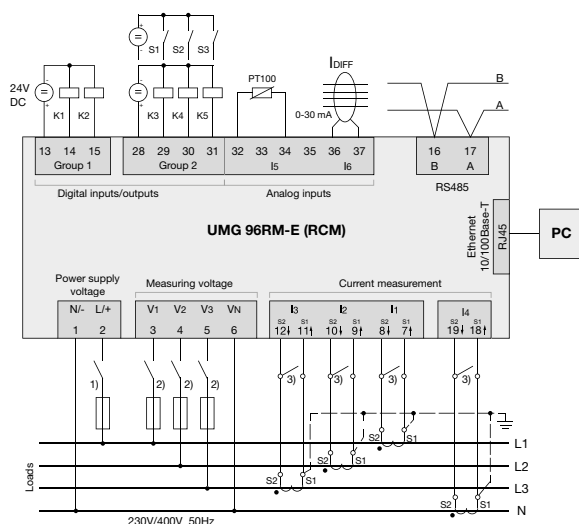 S1 S2 S3
24V DC
K1 K2
K3 K4 K5
PT100
IDIFF
0-30 mA
B
A
13 14 15
Group 1
28 29 30 31
Group 2
32 33 34 35 36 37
I5 I6
16 17
B A
RS485
Digital inputs/outputs
Analog inputs
UMG 96RM-E (RCM)
Ethernet
10/100Base-T
RJ45
PC
Power supply
voltage
Measuring voltage
Current measurement
N/- L/+
1 2
V1 V2 V3 VN
3 4 5 6
I3 I2 I1
S2 S1 S2 S1 S2 S1
12 11 10 9 8 7
I4
S2 S1
19 18
1) 2) 2) 2) 3) 3) 3) 3)
S2 S1
L1
S2 S1
L2
S2 S1
L3
S2 S1
N
Loads
230V/400V 50Hz